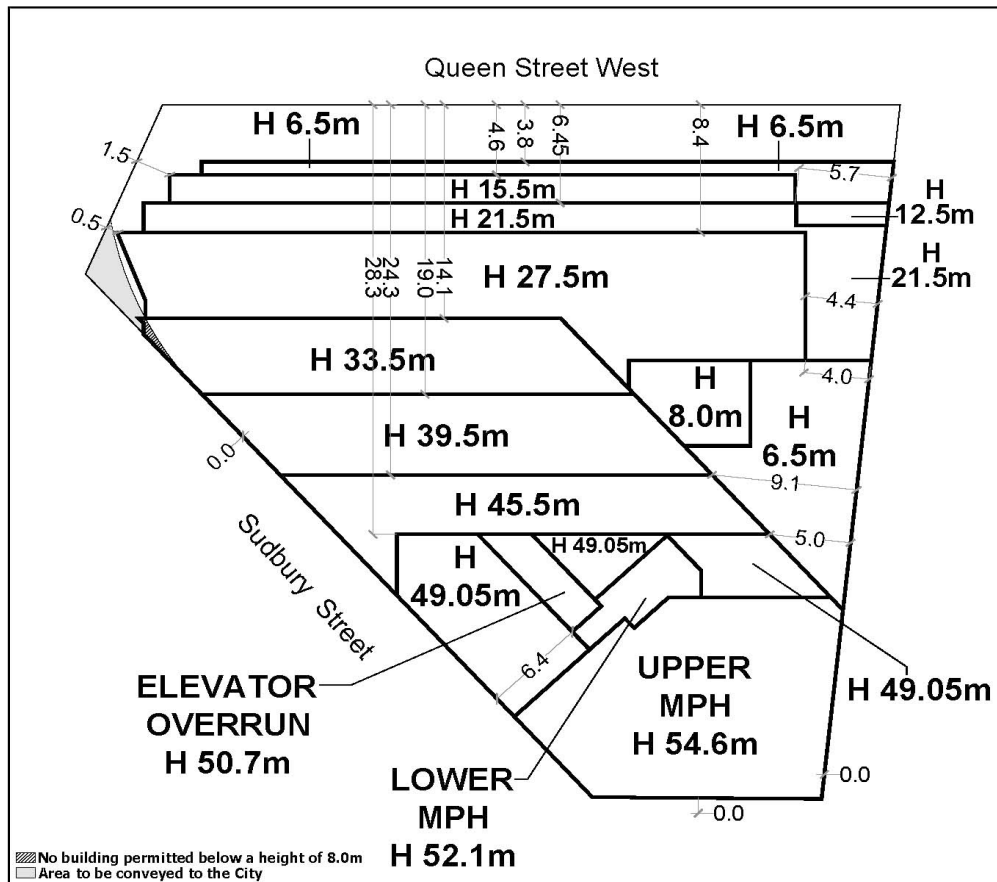 Queen Street West
H 6.5m
H 6.5m
4.6
3.8
6.45
8.4
1.5
5.7
H 15.5m
H
12.5m
0.5
H 21.5m
H
21.5m
28.3
24.3
19.0
14.1
H 27.5m
4.4
H 33.5m
4.0
H
8.0m
H
6.5m
0.0
H 39.5m
9.1
H 45.5m
5.0
Sudbury Street
H
49.05m
H 49.05m
6.4
ELEVATOR
OVERRUN
H 50.7m
UPPER
MPH
H 54.6m
H 49.05m
LOWER
MPH
H 52.1m
0.0
0.0
No building permitted below a height of 8.0m
Area to be conveyed to the City